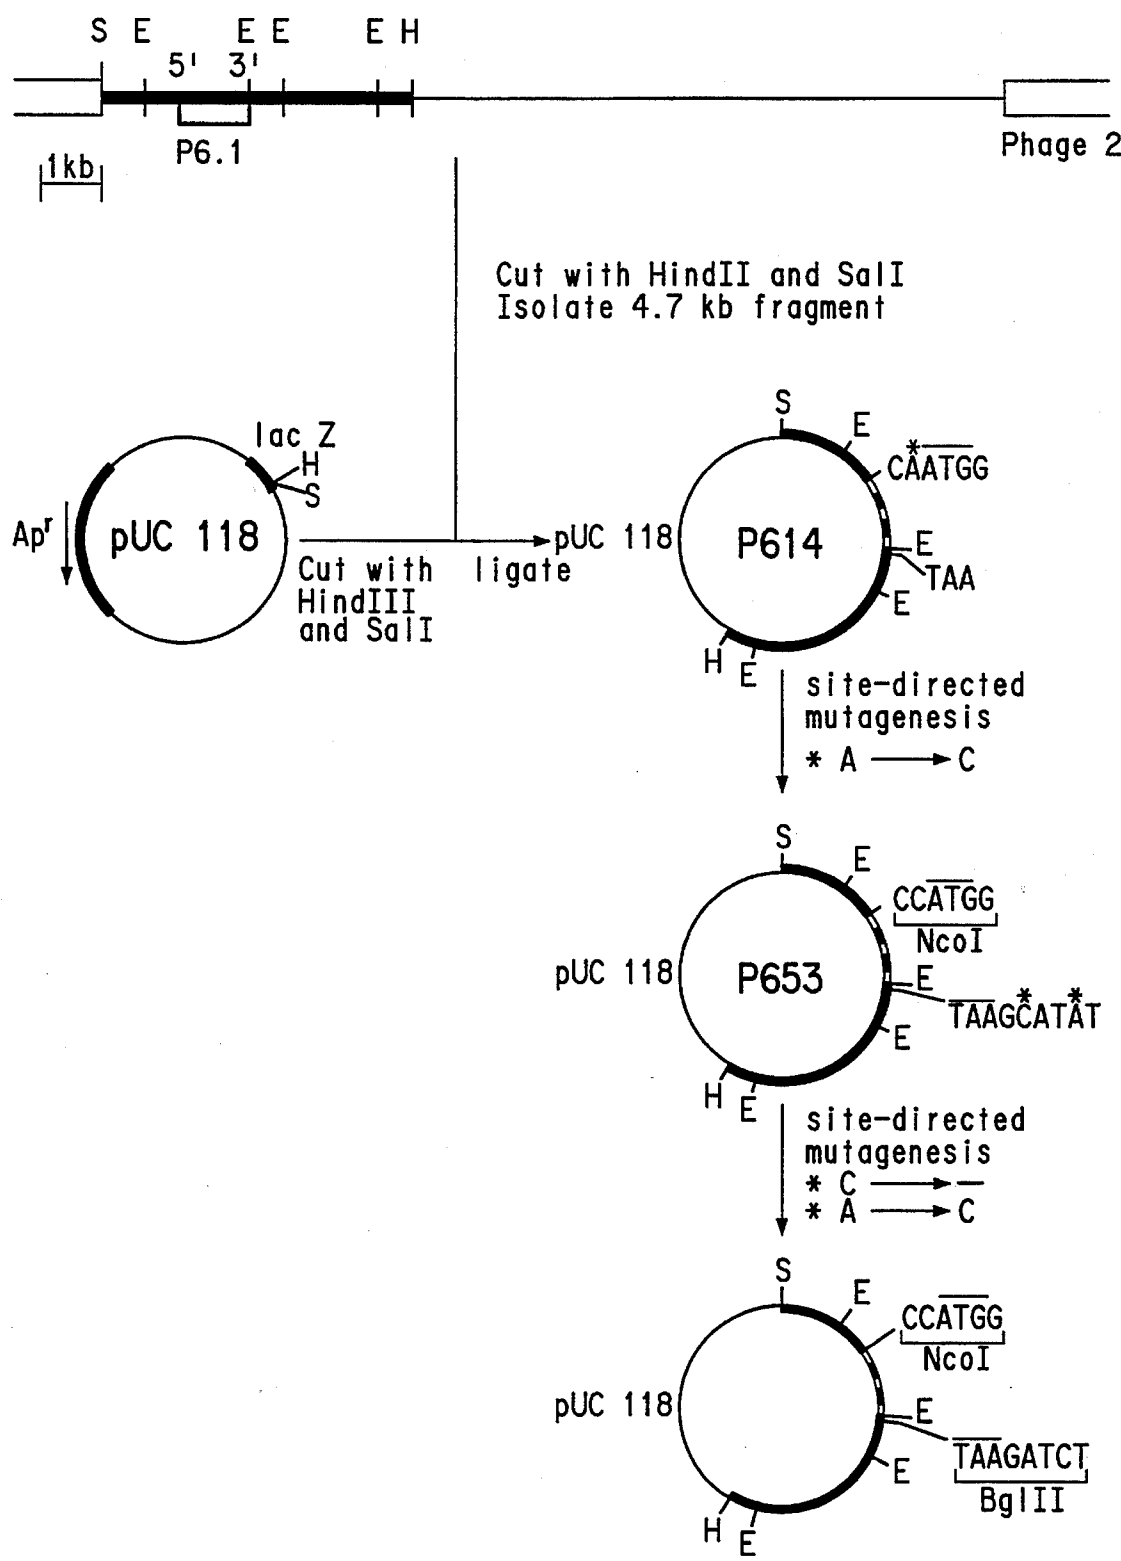 S E E E E H
5' 3'
P6.1
1kb
Phage 2
Cut with HindII and SalI
Isolate 4.7 kb fragment
lac Z
H
S
Apr
pUC 118
Cut with
HindIII
and SalI
ligate
S
E
*
CAATGG
pUC 118
P614
E
TAA
E
H
E
site-directed
mutagenesis
* A → C
S
E
CCATGG
NcoI
pUC 118
P653
E
* *
TAAGCATAT
E
H
E
site-directed
mutagenesis
* C → —
* A → C
S
E
CCATGG
NcoI
pUC 118
E
TAAGATCT
BglII
E
H
E